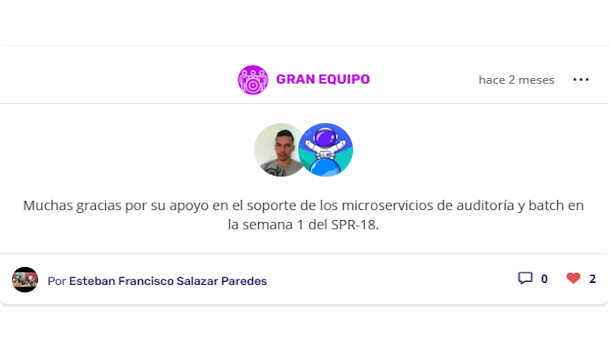 GRAN EQUIPO
hace 2 meses
Muchas gracias por su apoyo en el soporte de los microservicios de auditoría y batch en
la semana 1 del SPR-18.
Por Esteban Francisco Salazar Paredes
0
2